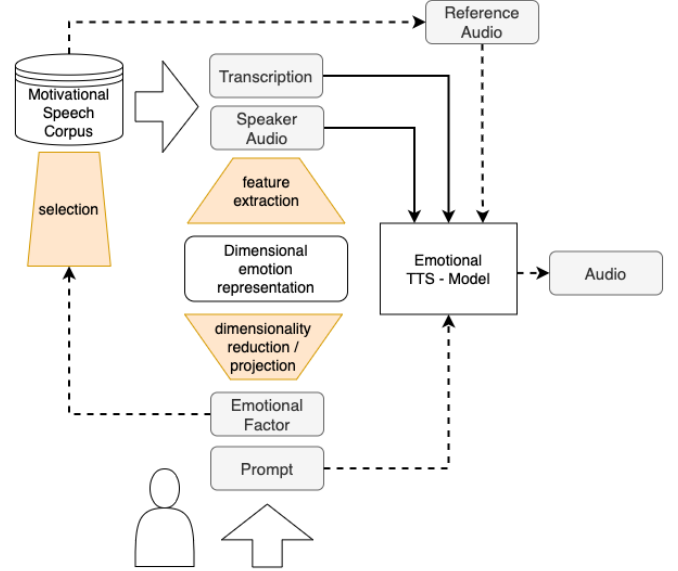 Reference
Audio
Motivational
Speech
Corpus
Transcription
Speaker
Audio
selection
feature
extraction
Dimensional
emotion
representation
Emotional
TTS - Model
Audio
dimensionality
reduction /
projection
Emotional
Factor
Prompt